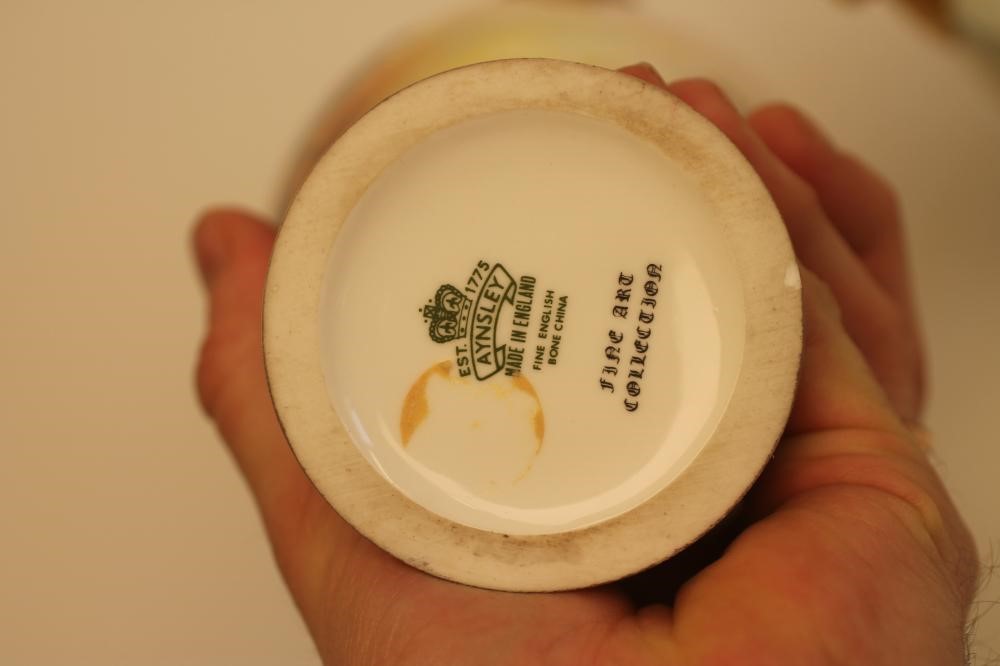 EST. 1775
AYNSLEY
MADE IN ENGLAND
FINE ENGLISH
BONE CHINA
FINE ART
COLLECTION